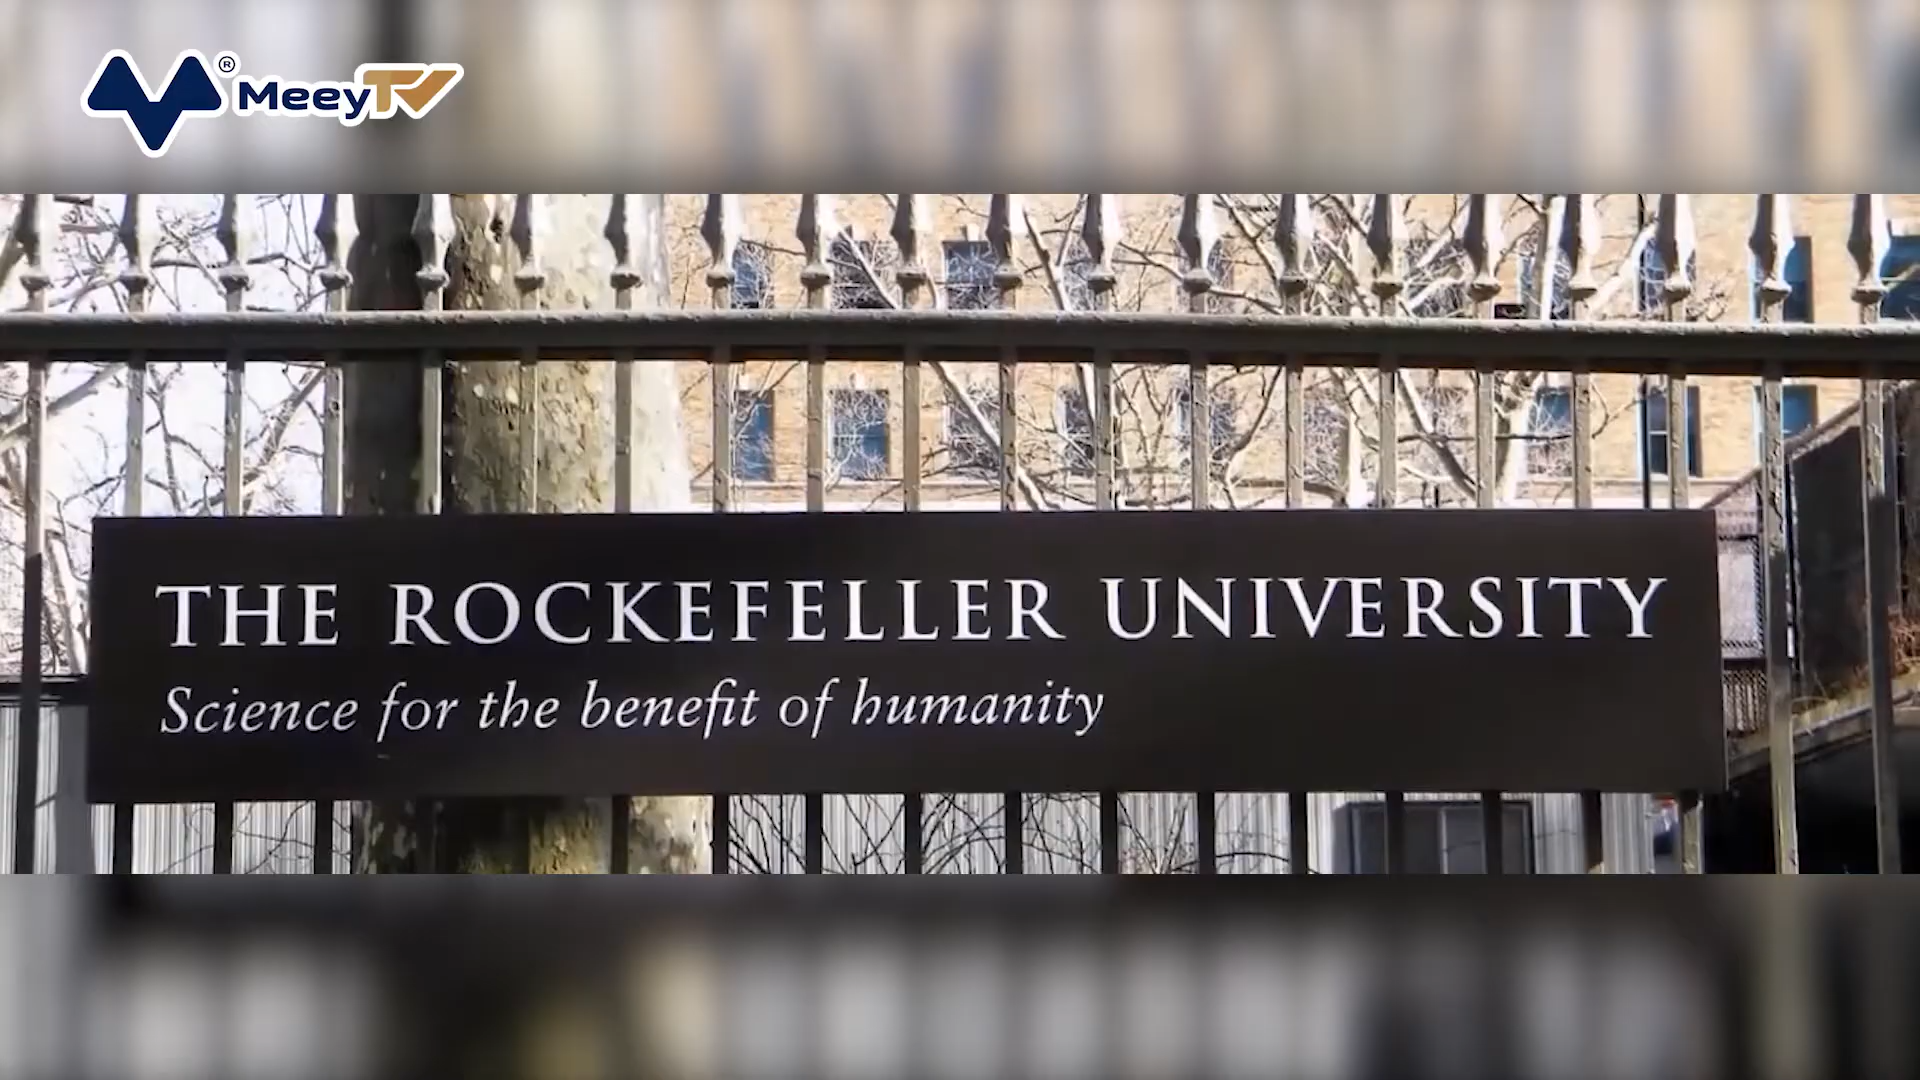 ® MeeyTV
THE ROCKEFELLER UNIVERSITY
Science for the benefit of humanity